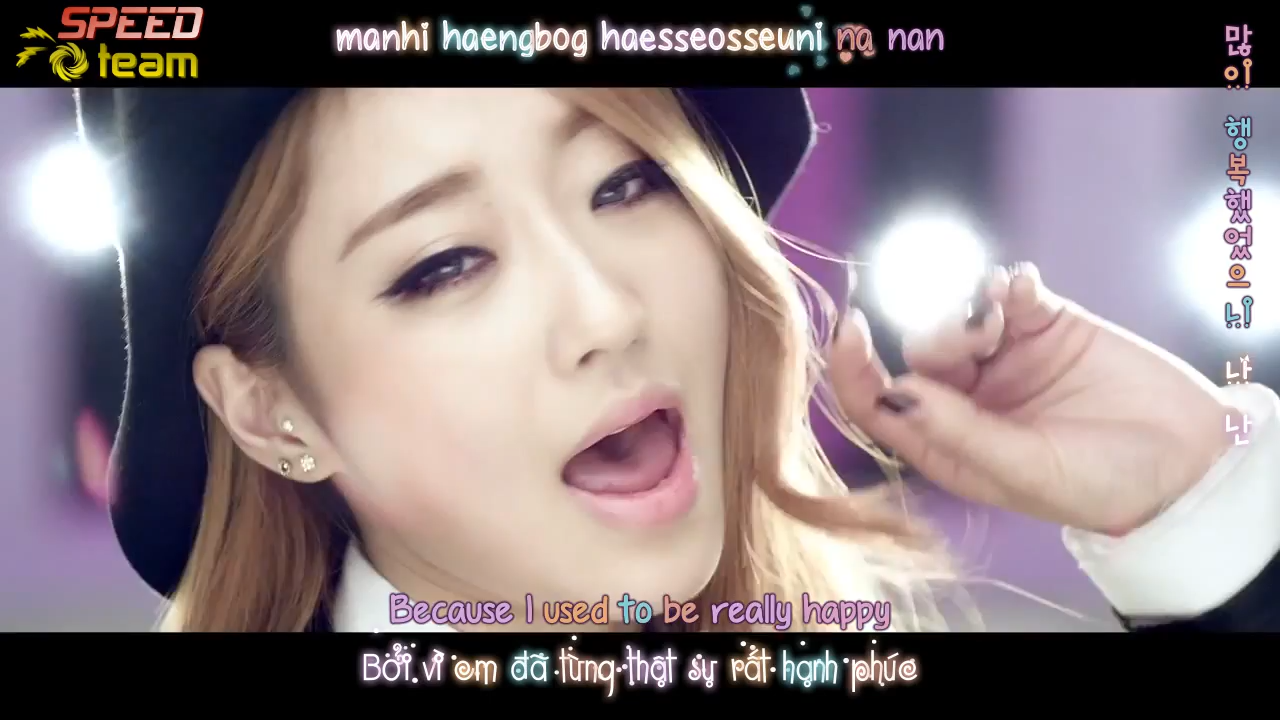 SPEED
team
manhi haengbog haesseosseuni na nan
많이 행복했었으니 나 난
Because I used to be really happy
Bởi vì em đã từng thật sự rất hạnh phúc